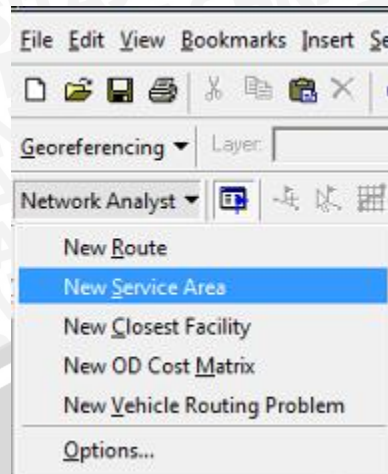 File Edit View Bookmarks Insert Se
Georeferencing Layer:
Network Analyst
New Route
New Service Area
New Closest Facility
New OD Cost Matrix
New Vehicle Routing Problem
Options...